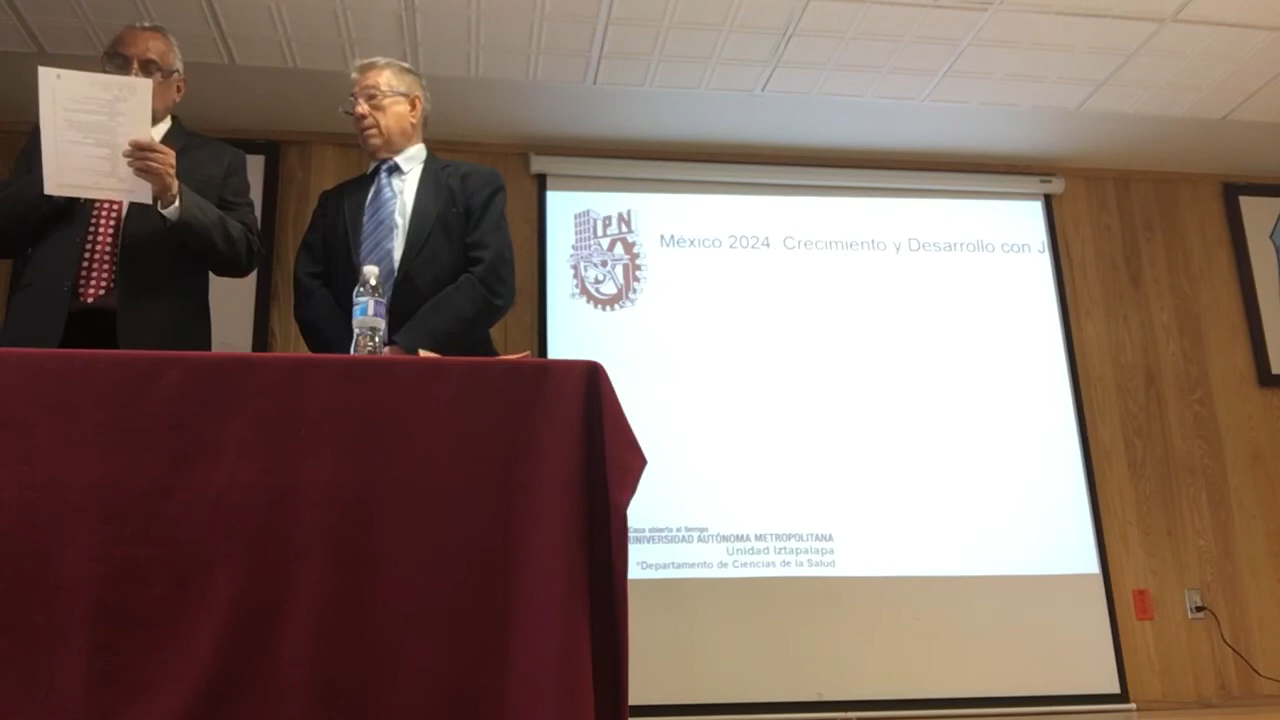 IPN
México 2024. Crecimiento y Desarrollo con J
Casa abierta al tiempo
UNIVERSIDAD AUTÓNOMA METROPOLITANA
Unidad Iztapalapa
*Departamento de Ciencias de la Salud